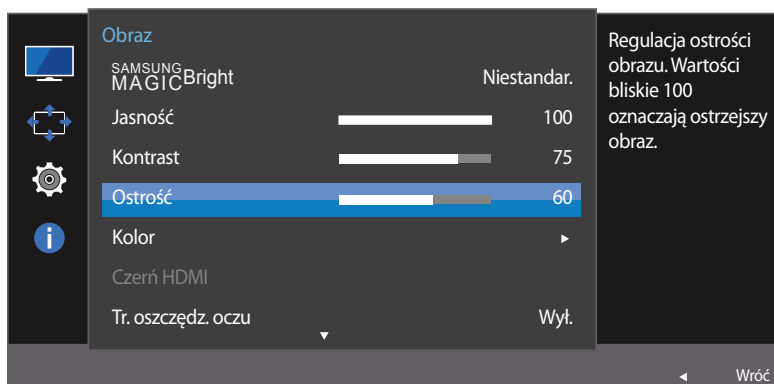 Obraz
SAMSUNG
MAGICBright Niestandar.
Jasność 100
Kontrast 75
Ostrość 60
Kolor
Czerń HDMI
Tr. oszczędz. oczu Wył.
Regulacja ostrości
obrazu. Wartości
bliskie 100
oznaczają ostrzejszy
obraz.
Wróć